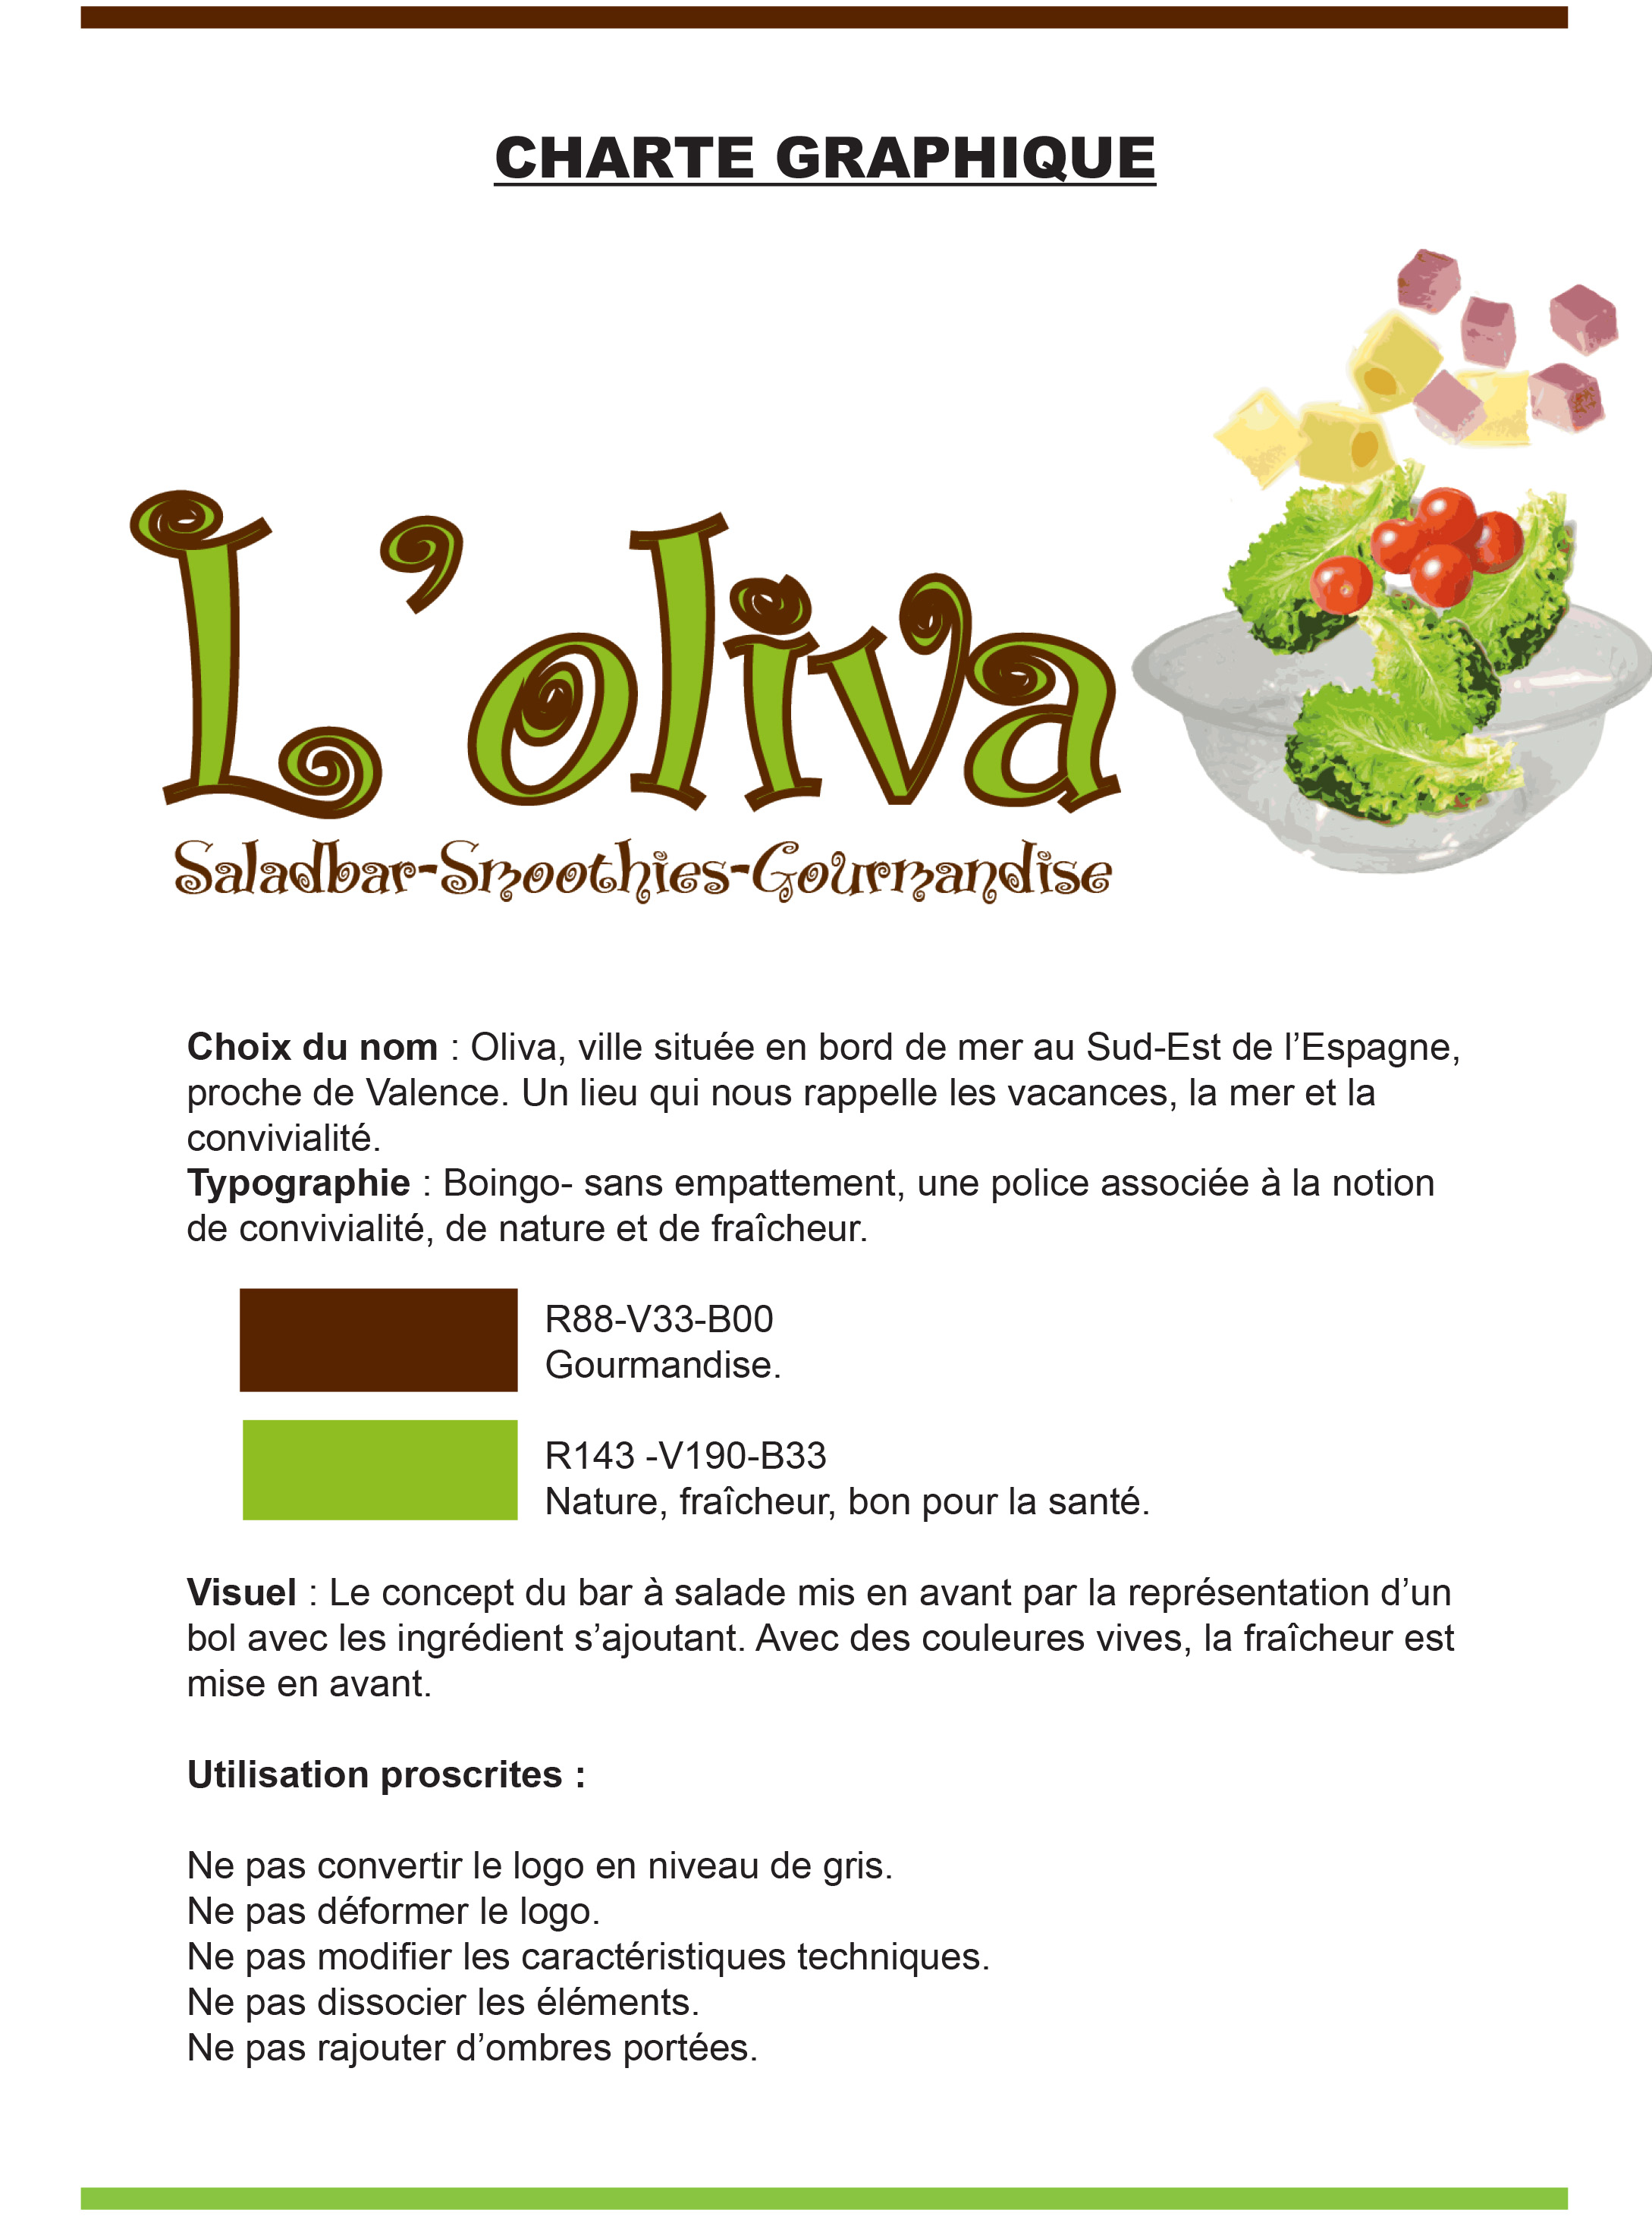 CHARTE GRAPHIQUE
L'oliva
Saladbar-Smoothies-Gourmandise
Choix du nom : Oliva, ville située en bord de mer au Sud-Est de l’Espagne,
proche de Valence. Un lieu qui nous rappelle les vacances, la mer et la
convivialité.
Typographie : Boingo- sans empattement, une police associée à la notion
de convivialité, de nature et de fraîcheur.
R88-V33-B00
Gourmandise.
R143 -V190-B33
Nature, fraîcheur, bon pour la santé.
Visuel : Le concept du bar à salade mis en avant par la représentation d’un
bol avec les ingrédient s’ajoutant. Avec des couleures vives, la fraîcheur est
mise en avant.
Utilisation proscrites :
Ne pas convertir le logo en niveau de gris.
Ne pas déformer le logo.
Ne pas modifier les caractéristiques techniques.
Ne pas dissocier les éléments.
Ne pas rajouter d’ombres portées.